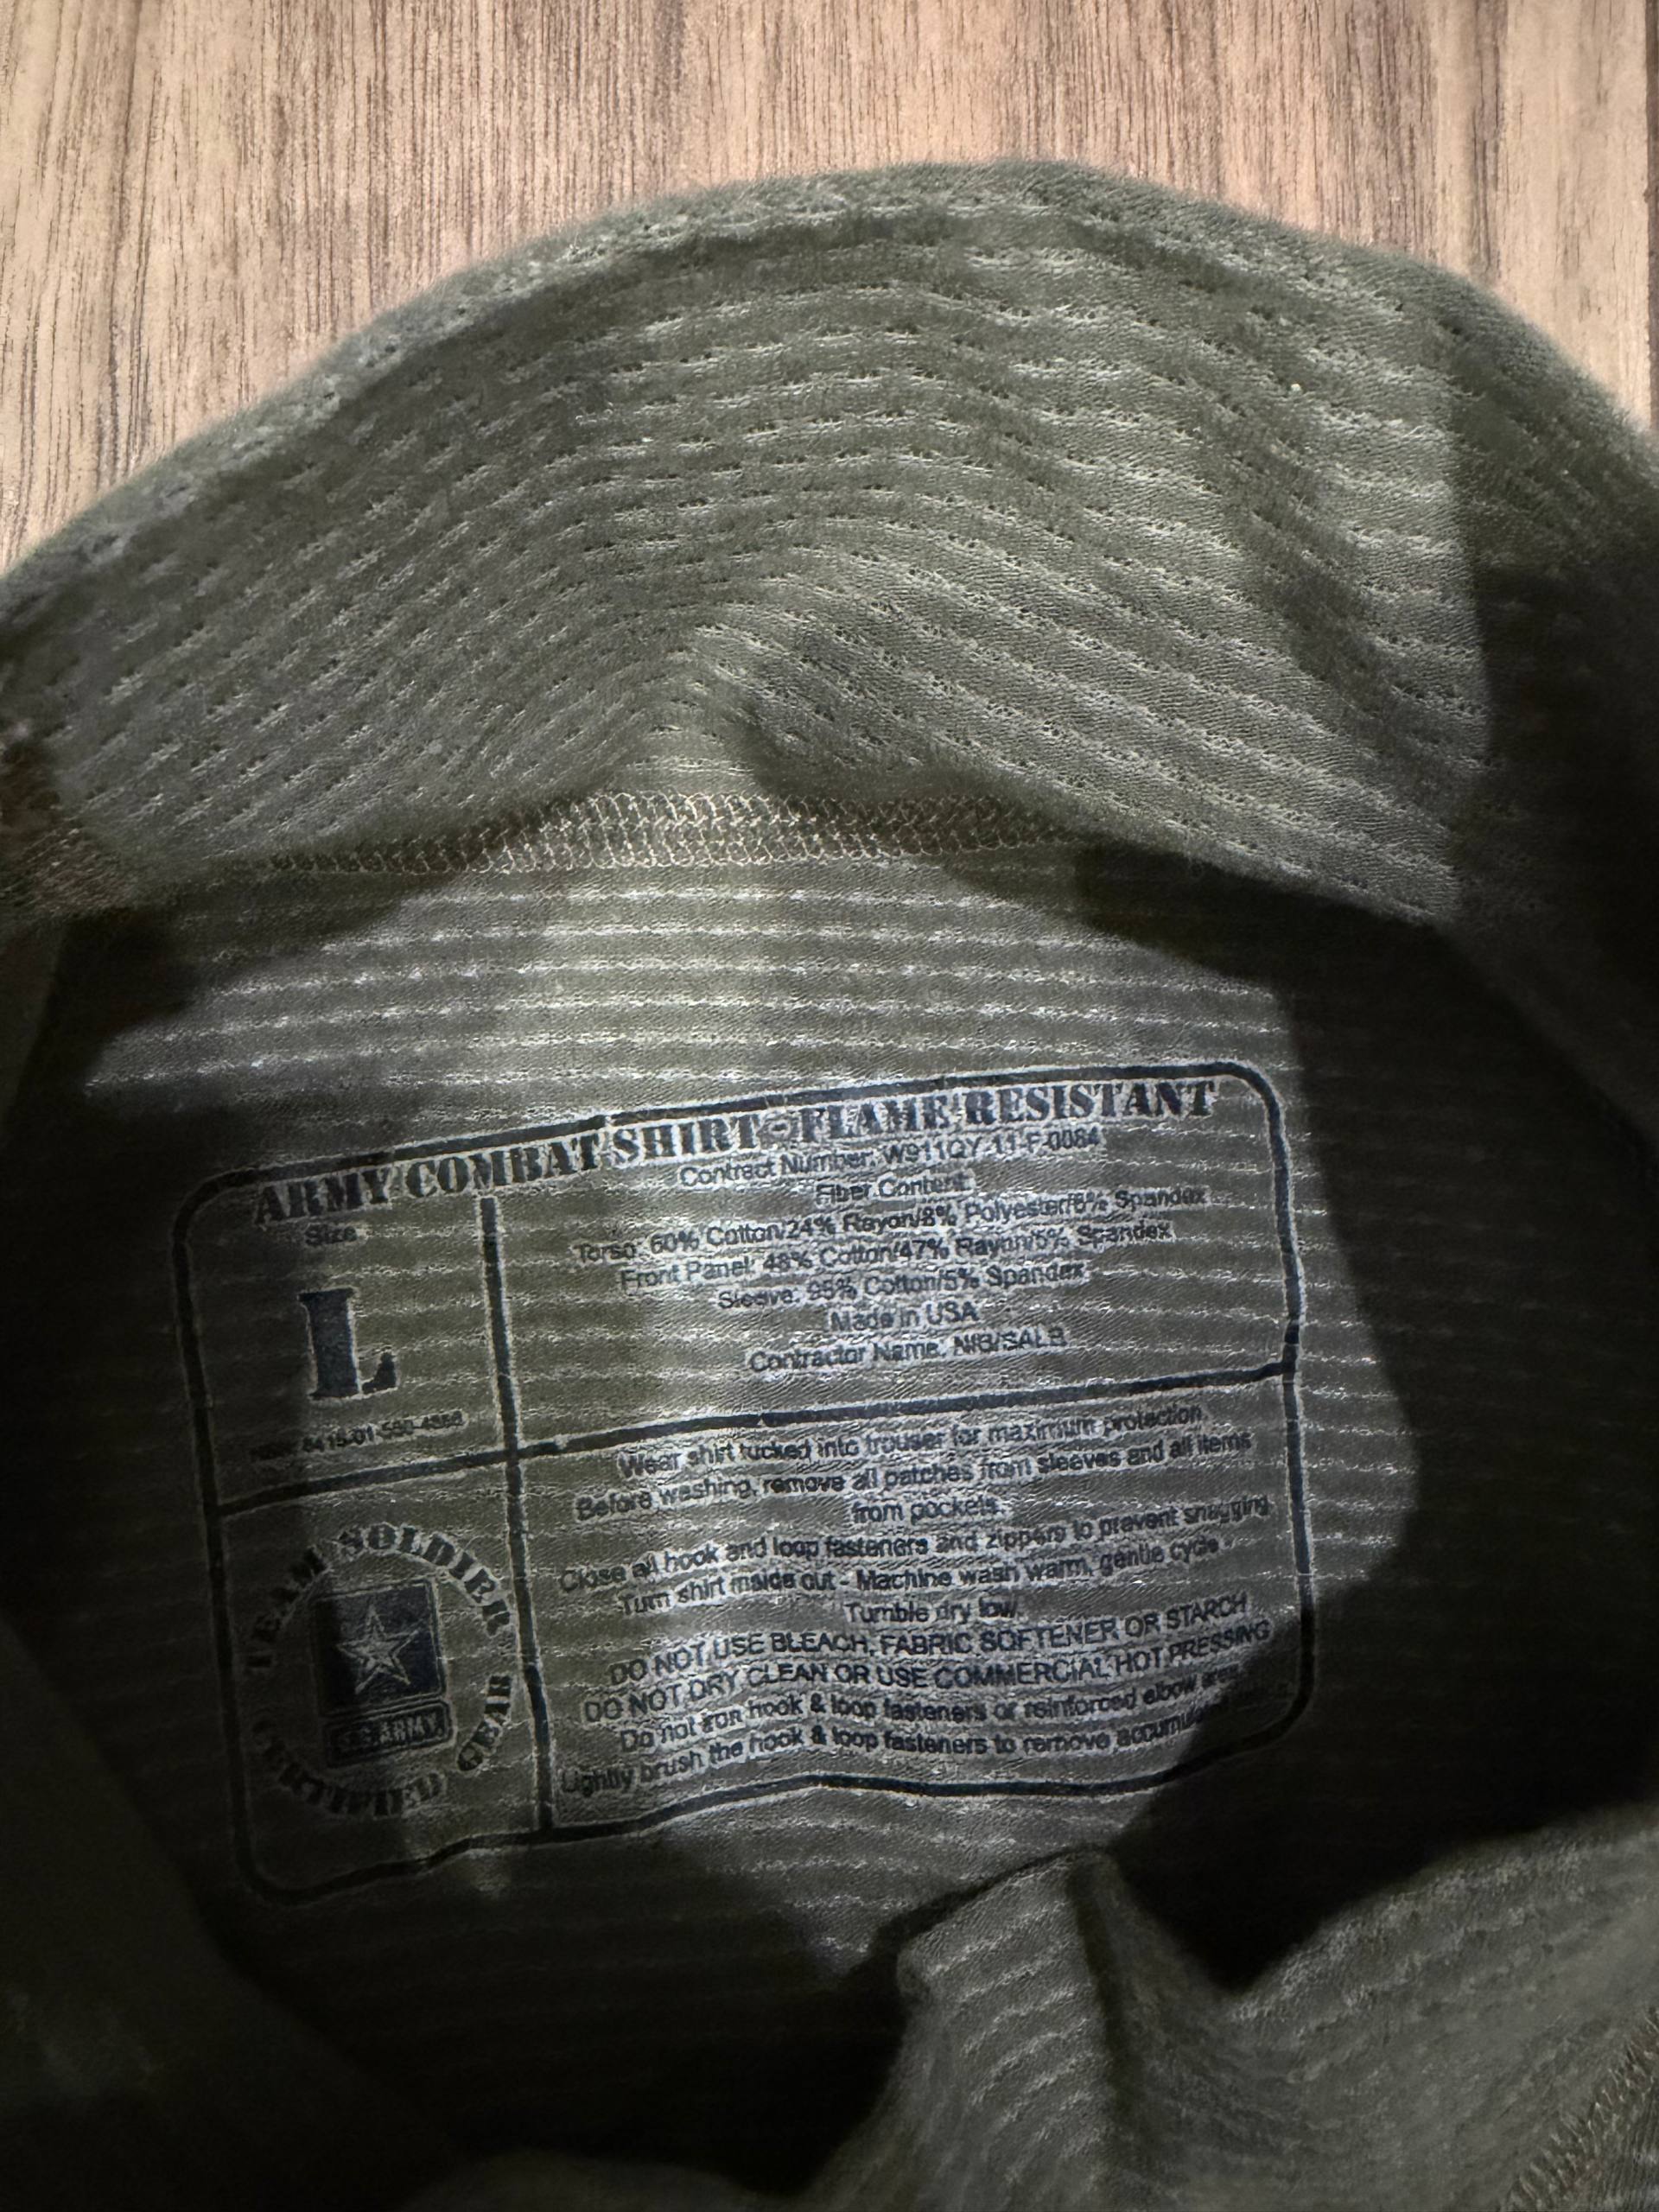 ARMY COMBAT SHIRT - FLAME RESISTANT
Size
L
8415-01-580-
Contract Number: W911QY-11-F-0084
Fiber Content:
Torso: 60% Cotton/24% Rayon/8% Polyester/8% Spandex
Front Panel: 48% Cotton/47% Rayon/5% Spandex
Sleeve: 95% Cotton/5% Spandex
Made in USA
Contractor Name: NIB/SALB
TEAM SOLDIER
U.S. ARMY
CERTIFIED GEAR
Wear shirt tucked into trouser for maximum protection
Before washing, remove all patches from sleeves and all items
from pockets.
Close all hook and loop fasteners and zippers to prevent snagging
Turn shirt inside out - Machine wash warm, gentle cycle
Tumble dry low
DO NOT USE BLEACH, FABRIC SOFTENER OR STARCH
DO NOT DRY CLEAN OR USE COMMERCIAL HOT PRESSING
Do not iron hook & loop fasteners or reinforced elbow area
Lightly brush the hook & loop fasteners to remove